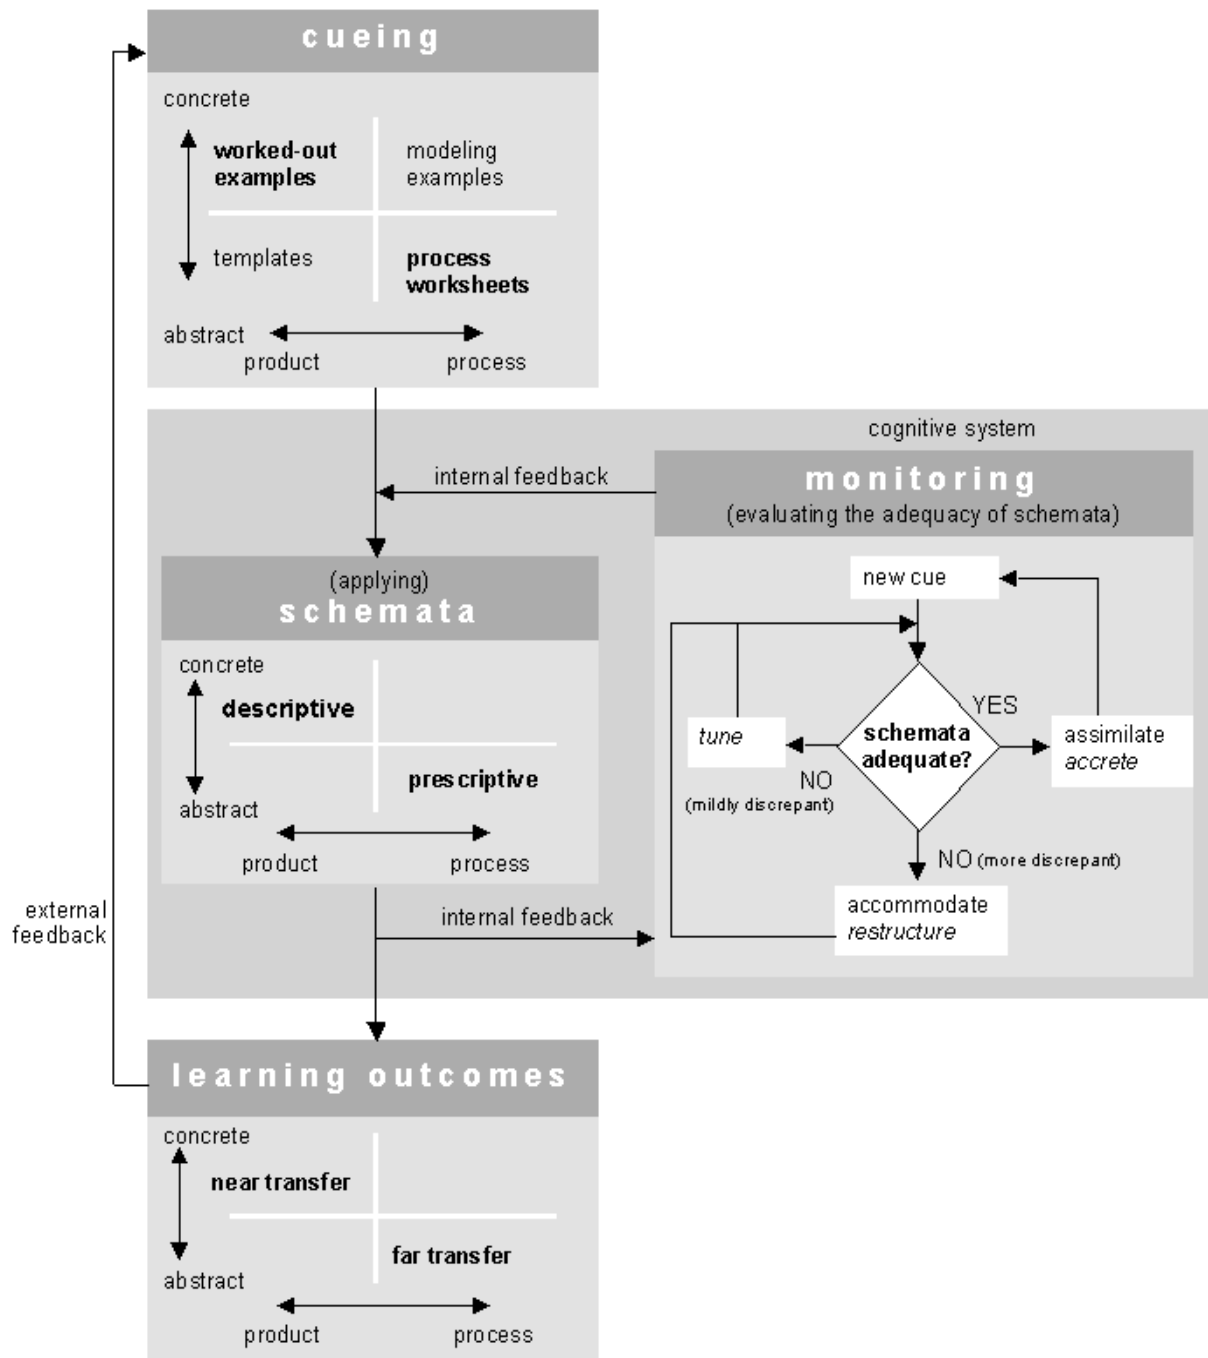 cueing
concrete
worked-out
examples
modeling
examples
templates
process
worksheets
abstract
product
process
cognitive system
internal feedback
monitoring
(evaluating the adequacy of schemata)
(applying)
schemata
concrete
descriptive
prescriptive
abstract
product
process
new cue
YES
tune
schemata
adequate?
assimilate
accrete
NO
(mildly discrepant)
NO (more discrepant)
accommodate
restructure
external
feedback
internal feedback
learning outcomes
concrete
near transfer
far transfer
abstract
product
process